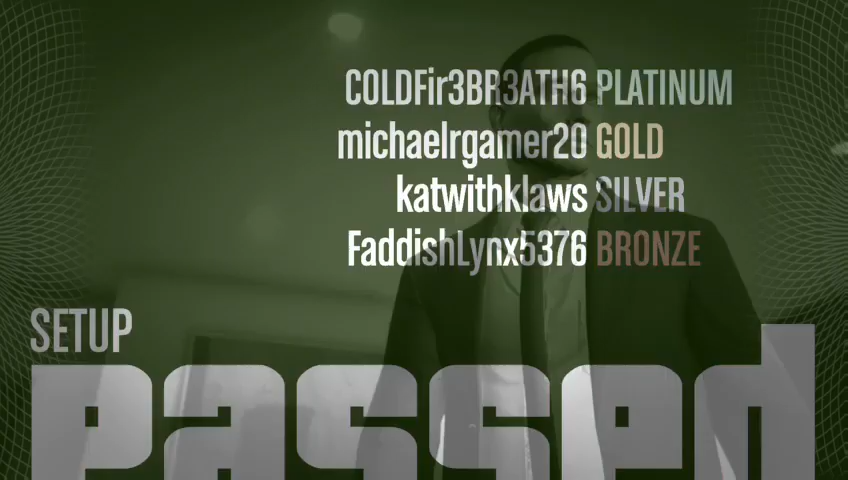 COLDFir3BR3ATH6 PLATINUM
michaelrgamer20 GOLD
katwithklaws SILVER
FaddishLynx5376 BRONZE
SETUP
passed